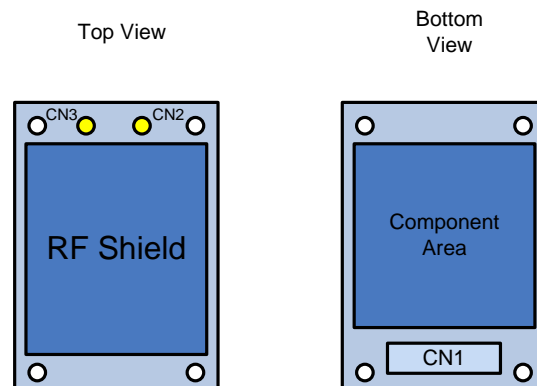 Top View
CN3
CN2
RF Shield
Bottom
View
Component
Area
CN1